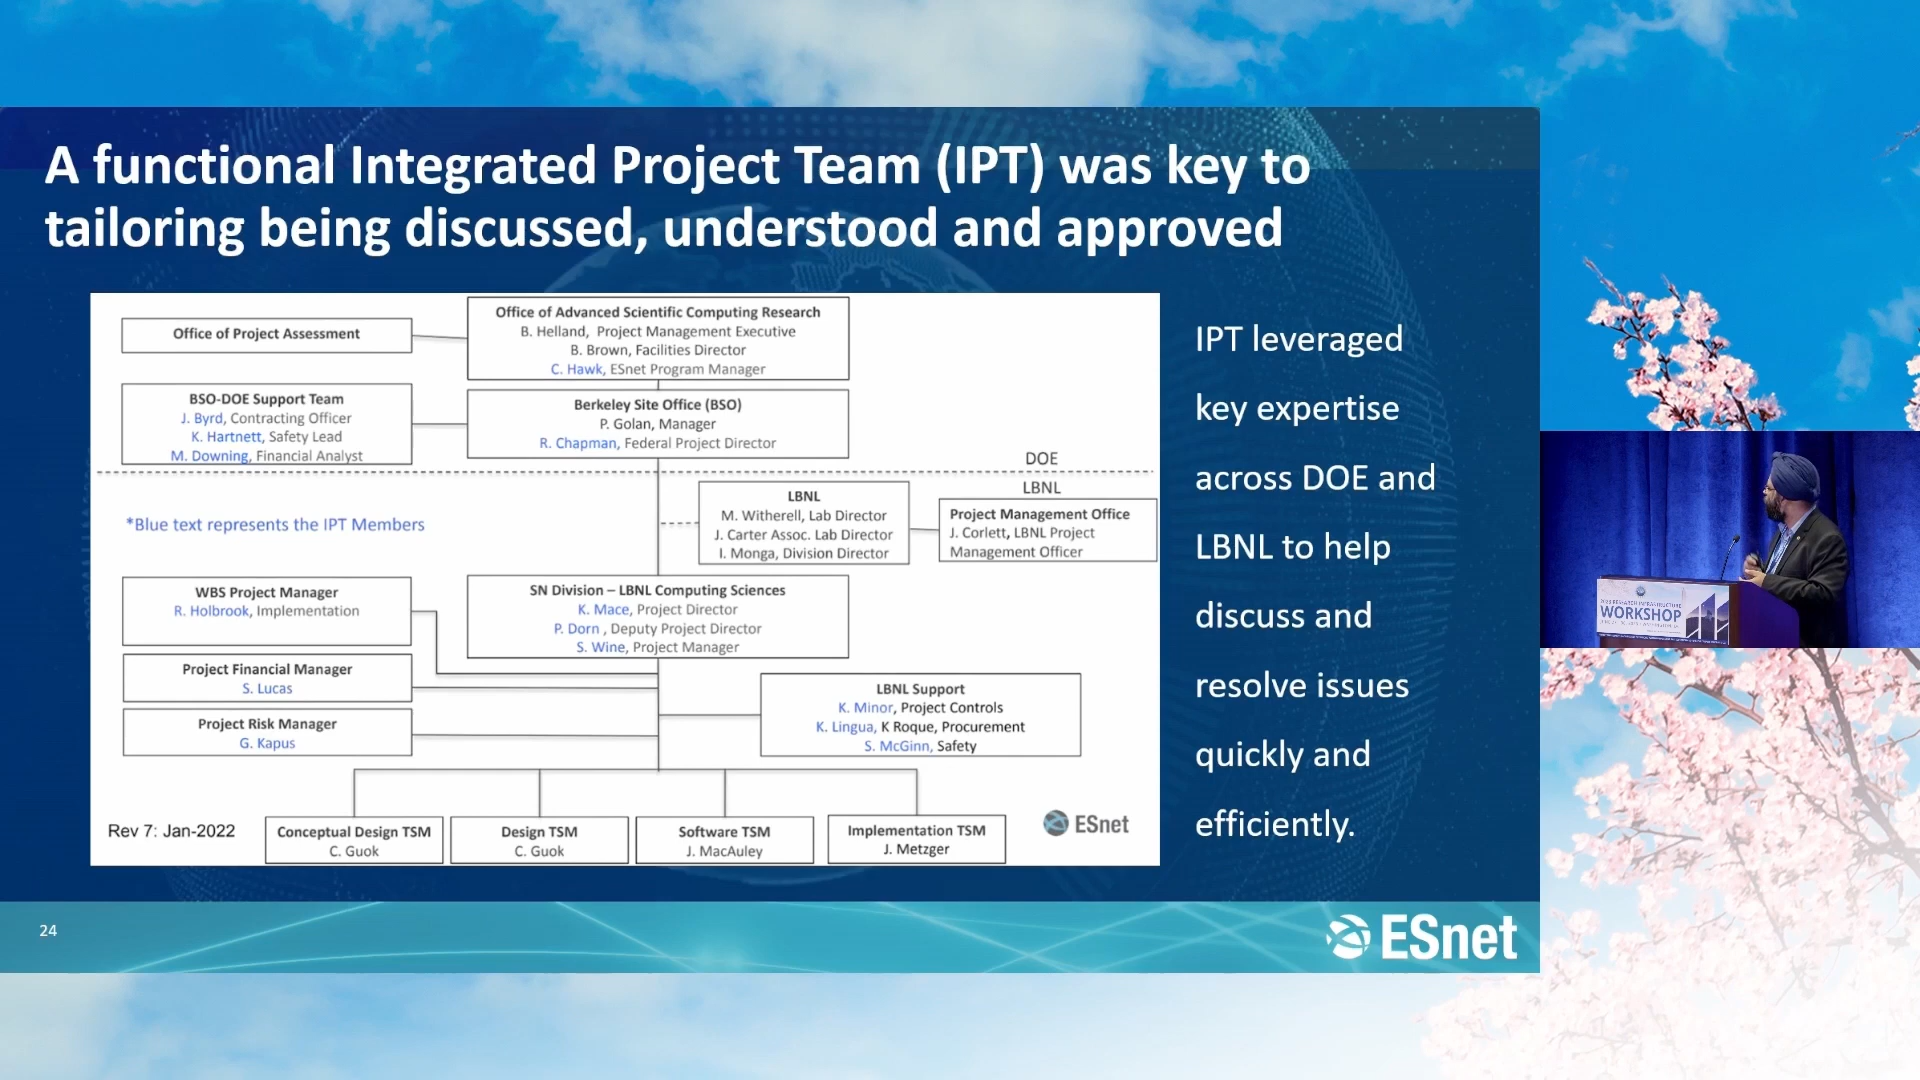 A functional Integrated Project Team (IPT) was key to
tailoring being discussed, understood and approved
Office of Project Assessment
Office of Advanced Scientific Computing Research
B. Helland, Project Management Executive
B. Brown, Facilities Director
C. Hawk, ESnet Program Manager
BSO-DOE Support Team
J. Byrd, Contracting Officer
K. Hartnett, Safety Lead
M. Downing, Financial Analyst
Berkeley Site Office (BSO)
P. Golan, Manager
R. Chapman, Federal Project Director
DOE
LBNL
*Blue text represents the IPT Members
LBNL
M. Witherell, Lab Director
J. Carter Assoc. Lab Director
I. Monga, Division Director
Project Management Office
J. Corlett, LBNL Project
Management Officer
WBS Project Manager
R. Holbrook, Implementation
SN Division – LBNL Computing Sciences
K. Mace, Project Director
P. Dorn , Deputy Project Director
S. Wine, Project Manager
Project Financial Manager
S. Lucas
Project Risk Manager
G. Kapus
LBNL Support
K. Minor, Project Controls
K. Lingua, K Roque, Procurement
S. McGinn, Safety
Rev 7: Jan-2022
Conceptual Design TSM
C. Guok
Design TSM
C. Guok
Software TSM
J. MacAuley
Implementation TSM
J. Metzger
ESnet
IPT leveraged
key expertise
across DOE and
LBNL to help
discuss and
resolve issues
quickly and
efficiently.
24
ESnet
RESEARCH INFRASTRUCTURE
WORKSHOP